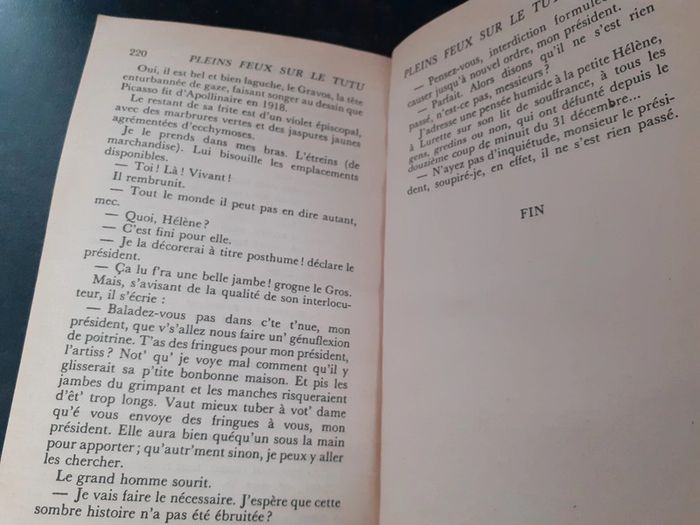 220 PLEINS FEUX SUR LE TUTU
Oui, il est bel et bien laguche, le Gravos, la tête
enturbannée de gaze, faisant songer au dessin que
Picasso fit d'Apollinaire en 1918.
Le restant de sa frite est d'un violet épiscopal,
avec des marbrures vertes et des jaspures jaunes
agrémentées d'ecchymoses.
Je le prends dans mes bras. L'étreins (de
marchandise). Lui bisouille les emplacements
disponibles.
— Toi ! Là ! Vivant !
Il rembrunit.
— Tout le monde il peut pas en dire autant,
mec.
— Quoi, Hélène ?
— C'est fini pour elle.
— Je la décorerai à titre posthume ! déclare le
président.
— Ça lu f'ra une belle jambe ! grogne le Gros.
Mais, s'avisant de la qualité de son interlocu-
teur, il s'écrie :
— Baladez-vous pas dans c'te t'nue, mon
président, que v's'allez nous faire un' génuflexion
de poitrine. T'as des fringues pour mon président,
l'artiss ? Not' qu' je voye mal comment qu'il y
glisserait sa p'tite bonbonne maison. Et pis les
jambes du grimpant et les manches risqueraient
d'êt' trop longs. Vaut mieux tuber à vot' dame
qu'é vous envoye des fringues à vous, mon
président. Elle aura bien quéqu'un sous la main
pour apporter ; qu'autr'ment sinon, je peux y aller
les chercher.
Le grand homme sourit.
— Je vais faire le nécessaire. J'espère que cette
sombre histoire n'a pas été ébruitée ?
PLEINS FEUX SUR LE TUTU
— Pensez-vous, interdiction formulée
causer jusqu'à nouvel ordre, mon président.
— Parfait. Alors disons qu'il ne s'est rien
passé, n'est-ce pas, messieurs ?
J'adresse une pensée humide à la petite Hélène,
à Lurette sur son lit de souffrance, à tous les
gens, gredins ou non, qui ont défunté depuis le
douzième coup de minuit du 31 décembre...
— N'ayez pas d'inquiétude, monsieur le prési-
dent, soupiré-je, en effet, il ne s'est rien passé.
FIN